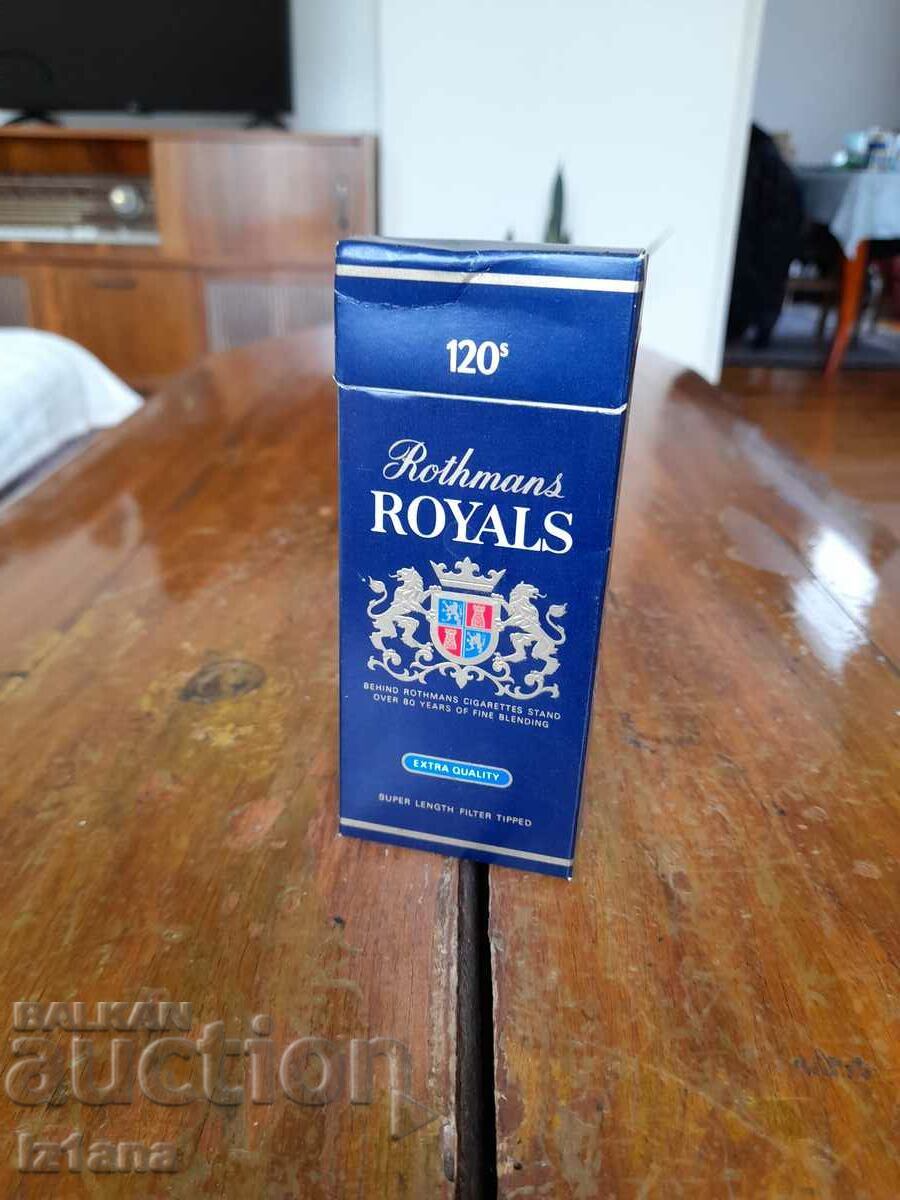 120s
Rothmans
ROYALS
BEHIND ROTHMANS CIGARETTES STAND
OVER 80 YEARS OF FINE BLENDING
EXTRA QUALITY
SUPER LENGTH FILTER TIPPED
BALKAN
auction
iz1ana